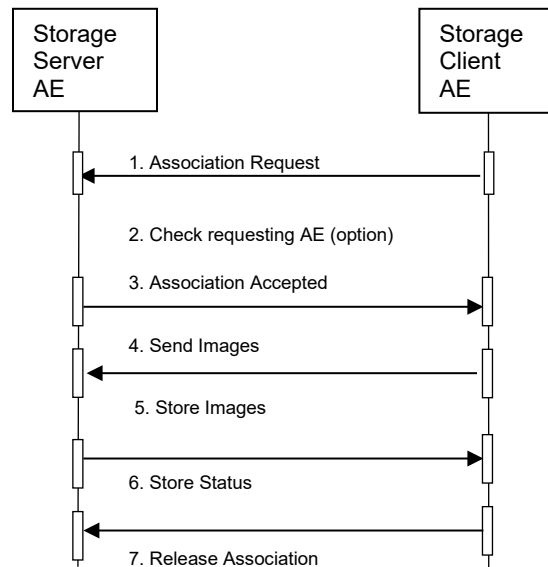 Storage
Server
AE
Storage
Client
AE
1. Association Request
2. Check requesting AE (option)
3. Association Accepted
4. Send Images
5. Store Images
6. Store Status
7. Release Association